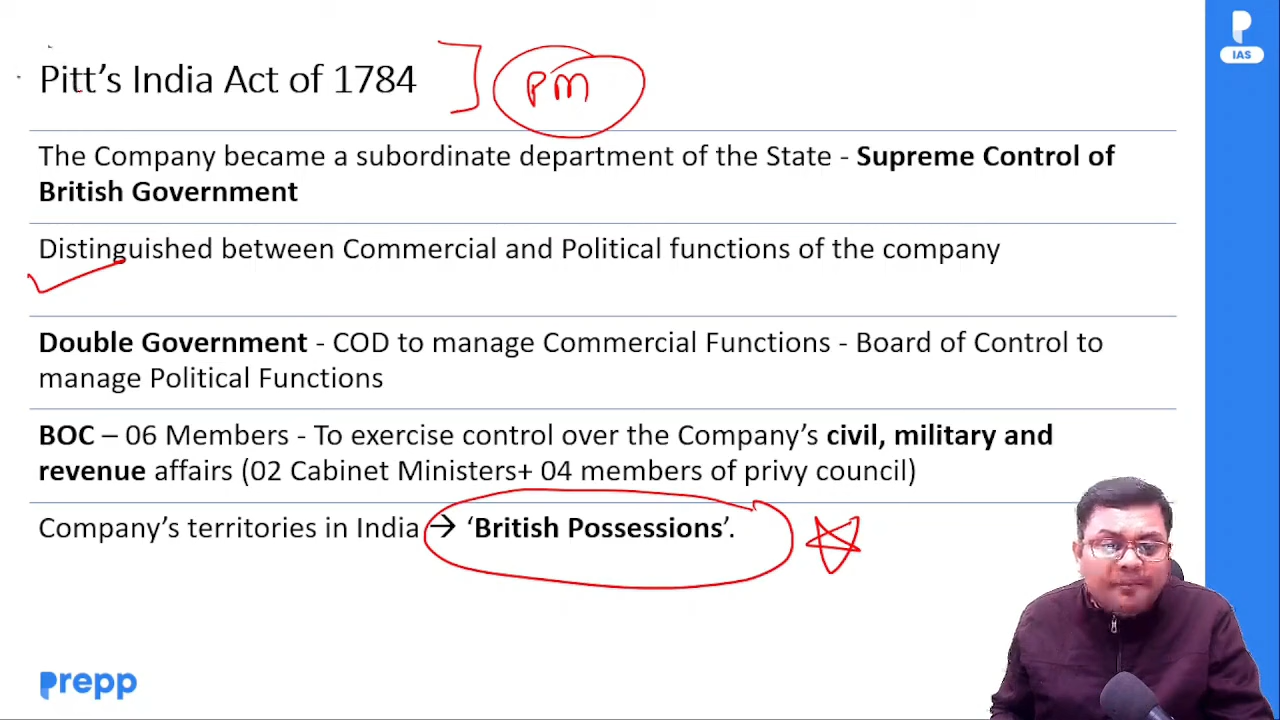 Pitt’s India Act of 1784
PM
IAS
The Company became a subordinate department of the State - Supreme Control of
British Government
Distinguished between Commercial and Political functions of the company
Double Government - COD to manage Commercial Functions - Board of Control to
manage Political Functions
BOC – 06 Members - To exercise control over the Company’s civil, military and
revenue affairs (02 Cabinet Ministers+ 04 members of privy council)
Company’s territories in India → ‘British Possessions’.
prepp